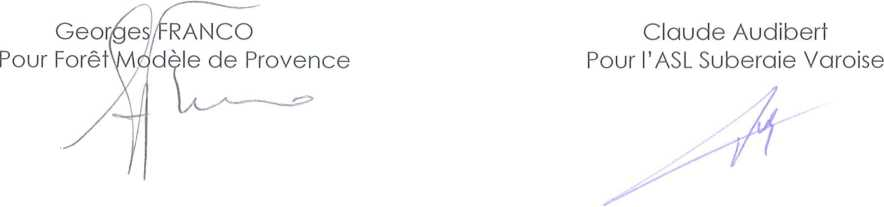 Georges FRANCO
Pour Forêt Modèle de Provence
Claude Audibert
Pour l'ASL Suberaie Varoise